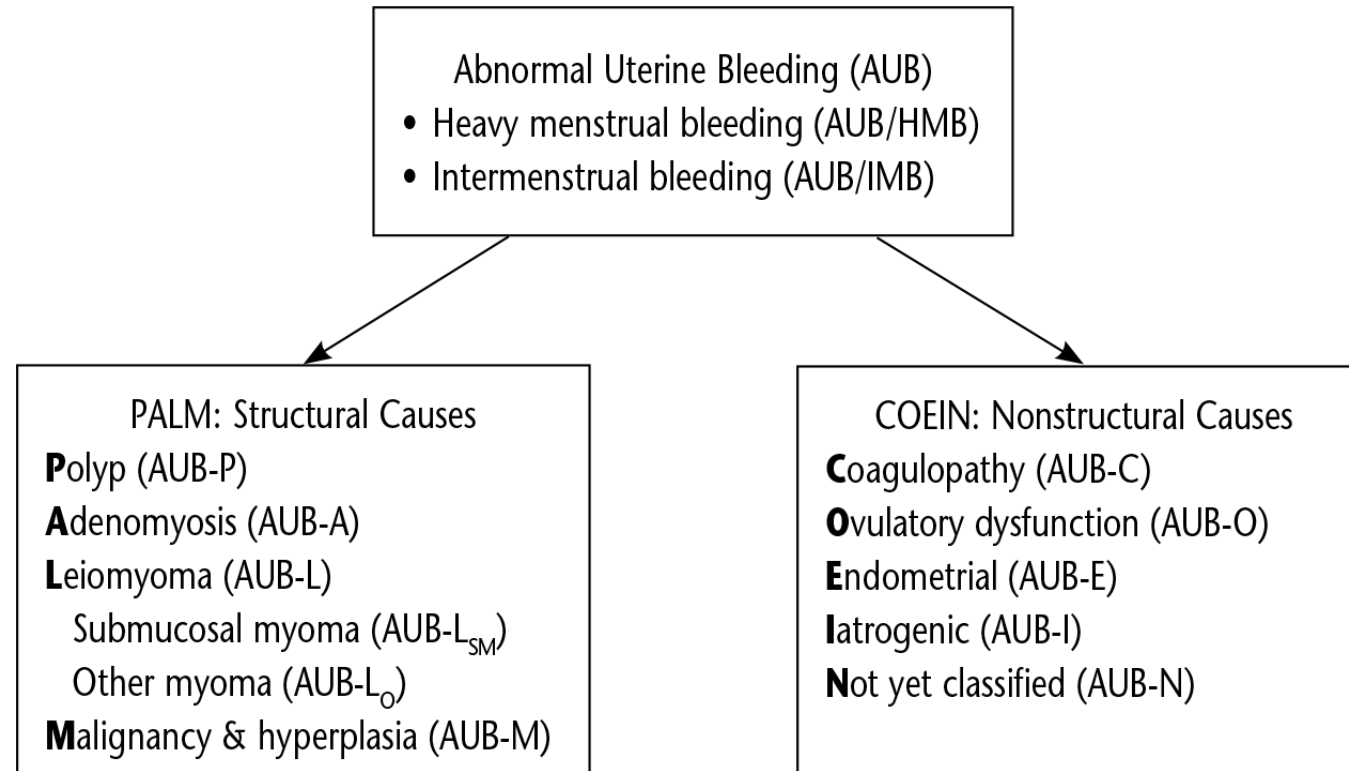 Abnormal Uterine Bleeding (AUB)
• Heavy menstrual bleeding (AUB/HMB)
• Intermenstrual bleeding (AUB/IMB)
PALM: Structural Causes
Polyp (AUB-P)
Adenomyosis (AUB-A)
Leiomyoma (AUB-L)
Submucosal myoma (AUB-LSM)
Other myoma (AUB-LO)
Malignancy & hyperplasia (AUB-M)
COEIN: Nonstructural Causes
Coagulopathy (AUB-C)
Ovulatory dysfunction (AUB-O)
Endometrial (AUB-E)
Iatrogenic (AUB-I)
Not yet classified (AUB-N)